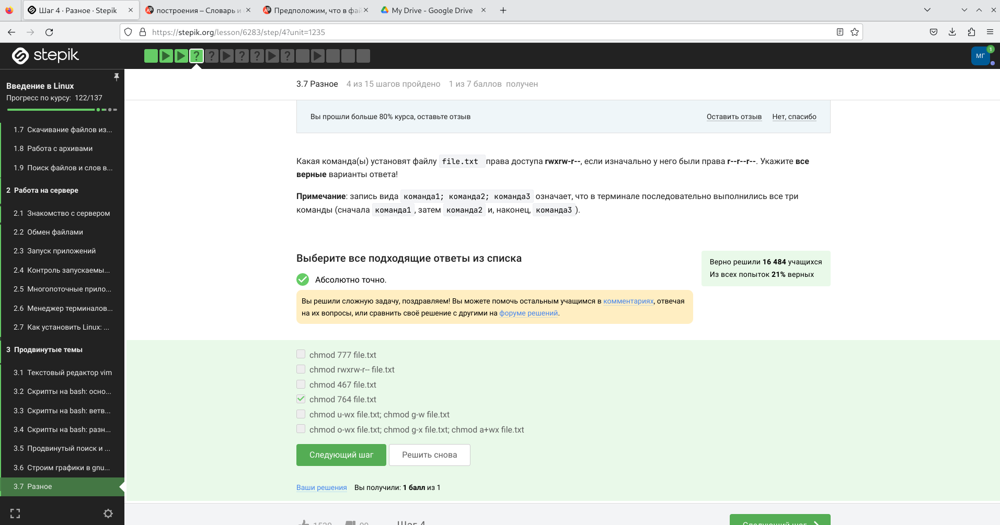 Шаг 4 · Разное · Stepik
построения – Словарь и
Предположим, что в фай
My Drive - Google Drive
https://stepik.org/lesson/6283/step/4?unit=1235
stepik
МГ
1
Введение в Linux
Прогресс по курсу: 122/137
1.7 Скачивание файлов из...
1.8 Работа с архивами
1.9 Поиск файлов и слов в...
2 Работа на сервере
2.1 Знакомство с сервером
2.2 Обмен файлами
2.3 Запуск приложений
2.4 Контроль запускаемы...
2.5 Многопоточные прило...
2.6 Менеджер терминалов...
2.7 Как установить Linux: ...
3 Продвинутые темы
3.1 Текстовый редактор vim
3.2 Скрипты на bash: осно...
3.3 Скрипты на bash: ветв...
3.4 Скрипты на bash: разн...
3.5 Продвинутый поиск и ...
3.6 Строим графики в gnu...
3.7 Разное
3.7 Разное 4 из 15 шагов пройдено 1 из 7 баллов получен
Вы прошли больше 80% курса, оставьте отзыв Оставить отзыв Нет, спасибо
Какая команда(ы) установят файлу file.txt права доступа rwxrw-r--, если изначально у него были права r--r--r--. Укажите все
верные варианты ответа!
Примечание: запись вида команда1; команда2; команда3 означает, что в терминале последовательно выполнились все три
команды (сначала команда1, затем команда2 и, наконец, команда3).
Выберите все подходящие ответы из списка
Верно решили 16 484 учащихся
Из всех попыток 21% верных
Абсолютно точно.
Вы решили сложную задачу, поздравляем! Вы можете помочь остальным учащимся в комментариях, отвечая
на их вопросы, или сравнить своё решение с другими на форуме решений.
chmod 777 file.txt
chmod rwxrw-r-- file.txt
chmod 467 file.txt
chmod 764 file.txt
chmod u-wx file.txt; chmod g-w file.txt
chmod o-wx file.txt; chmod g-x file.txt; chmod a+wx file.txt
Следующий шаг
Решить снова
Ваши решения Вы получили: 1 балл из 1
Шаг 4
Следующий шаг